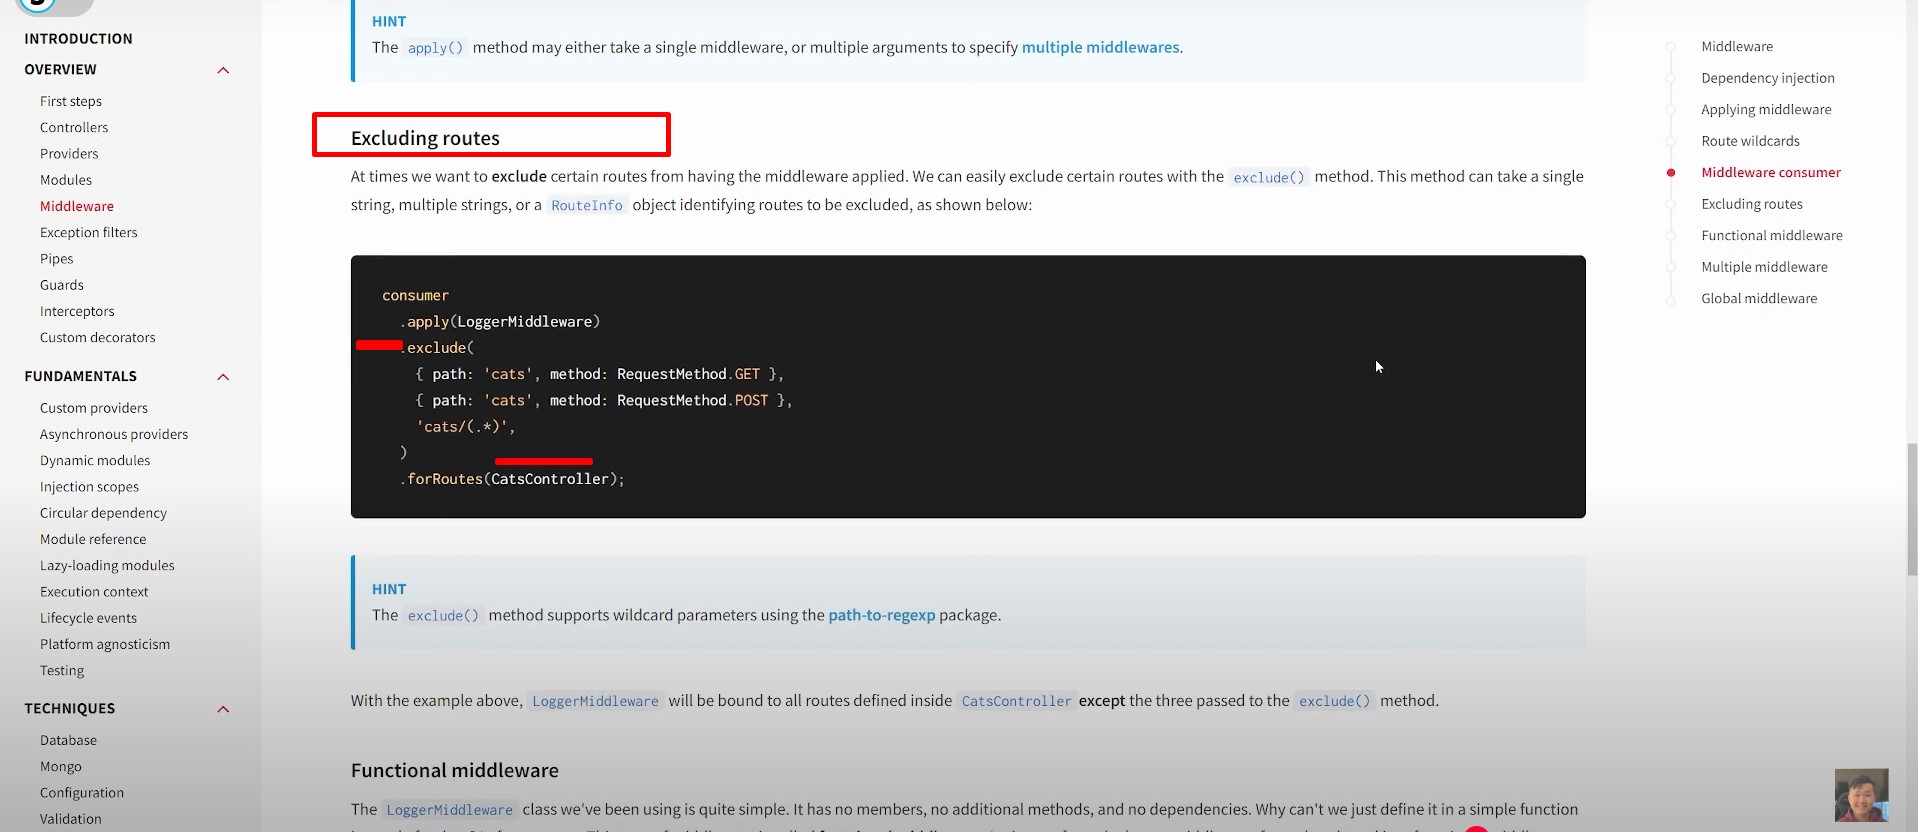 INTRODUCTION
OVERVIEW
First steps
Controllers
Providers
Modules
Middleware
Exception filters
Pipes
Guards
Interceptors
Custom decorators
FUNDAMENTALS
Custom providers
Asynchronous providers
Dynamic modules
Injection scopes
Circular dependency
Module reference
Lazy-loading modules
Execution context
Lifecycle events
Platform agnosticism
Testing
TECHNIQUES
Database
Mongo
Configuration
Validation
HINT
The apply() method may either take a single middleware, or multiple arguments to specify multiple middlewares.
Excluding routes
At times we want to exclude certain routes from having the middleware applied. We can easily exclude certain routes with the exclude() method. This method can take a single
string, multiple strings, or a RouteInfo object identifying routes to be excluded, as shown below:
consumer
.apply(LoggerMiddleware)
.exclude(
{ path: 'cats', method: RequestMethod.GET },
{ path: 'cats', method: RequestMethod.POST },
'cats/(.*)',
)
.forRoutes(CatsController);
HINT
The exclude() method supports wildcard parameters using the path-to-regexp package.
With the example above, LoggerMiddleware will be bound to all routes defined inside CatsController except the three passed to the exclude() method.
Functional middleware
The LoggerMiddleware class we've been using is quite simple. It has no members, no additional methods, and no dependencies. Why can't we just define it in a simple function
Middleware
Dependency injection
Applying middleware
Route wildcards
Middleware consumer
Excluding routes
Functional middleware
Multiple middleware
Global middleware